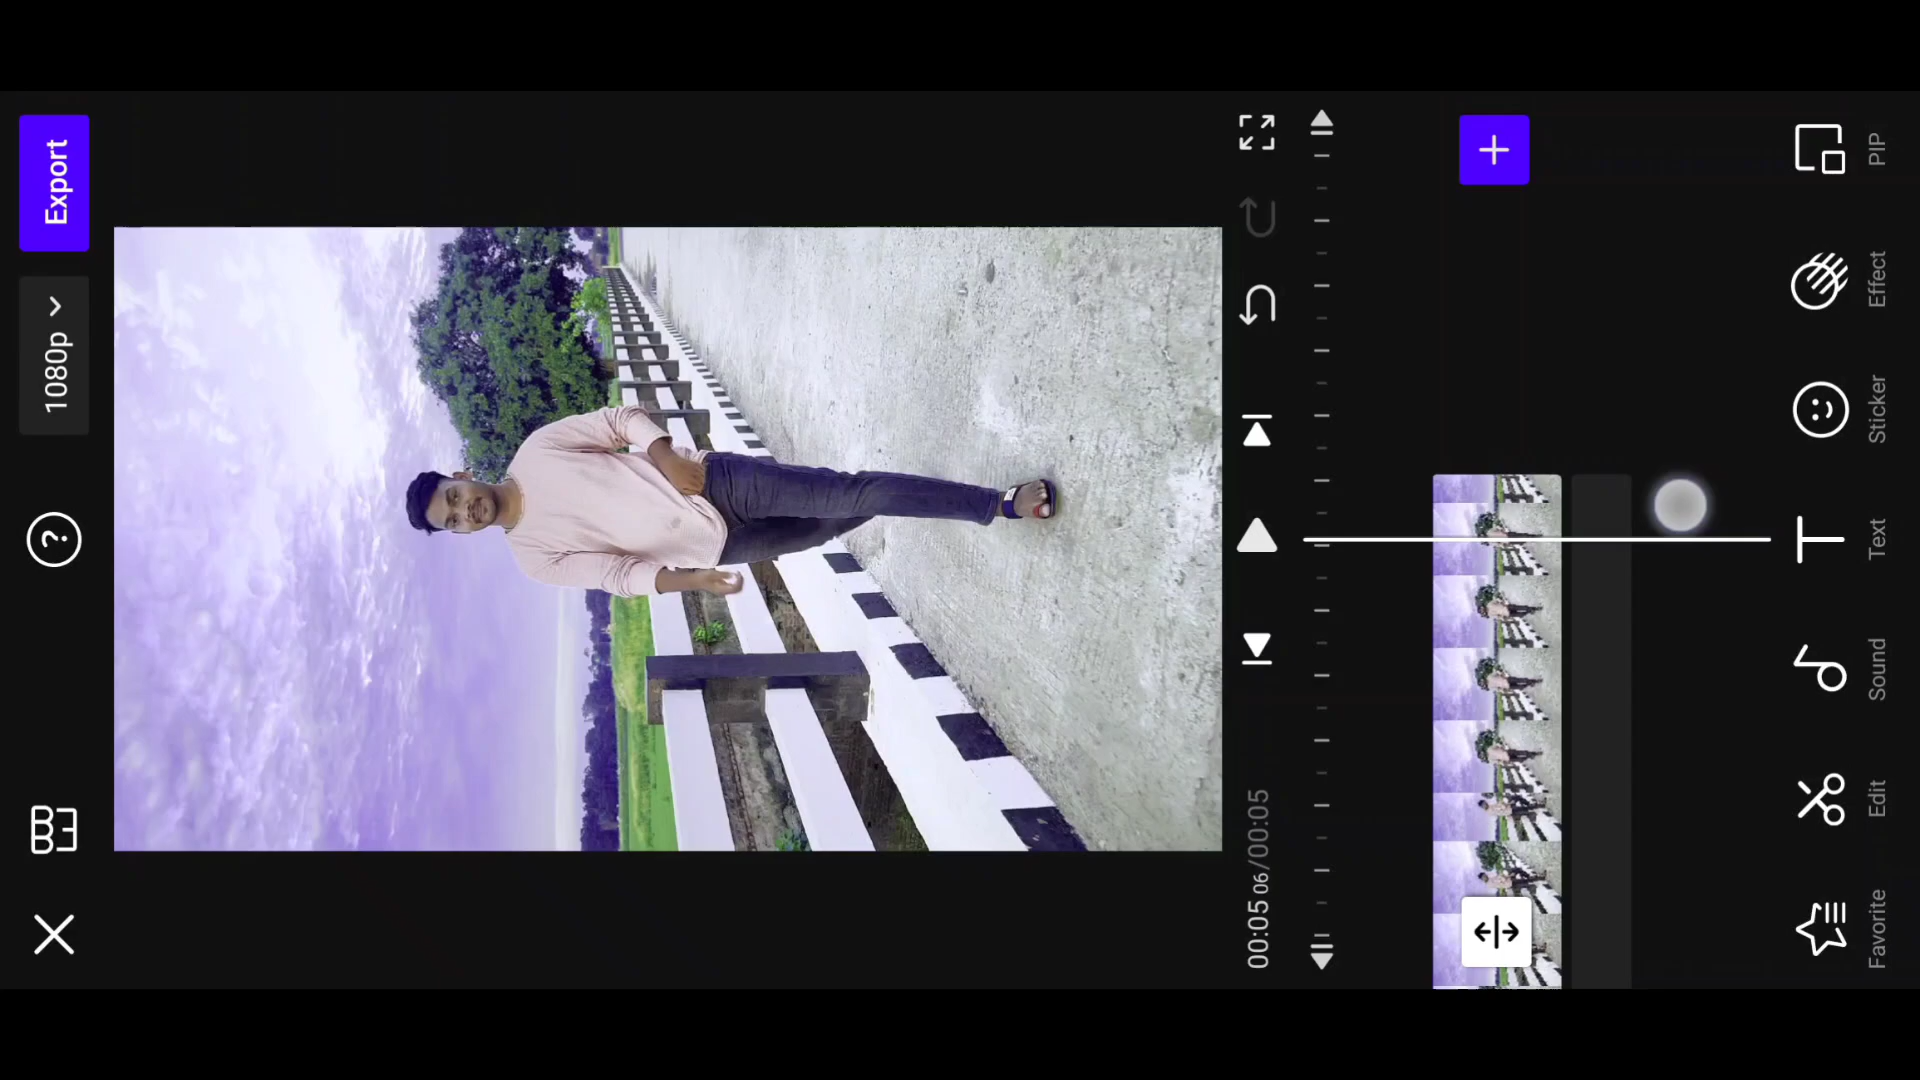 1080p
Export
00:05 06/00:05
Favorite
Edit
Sound
Text
Sticker
Effect
PIP